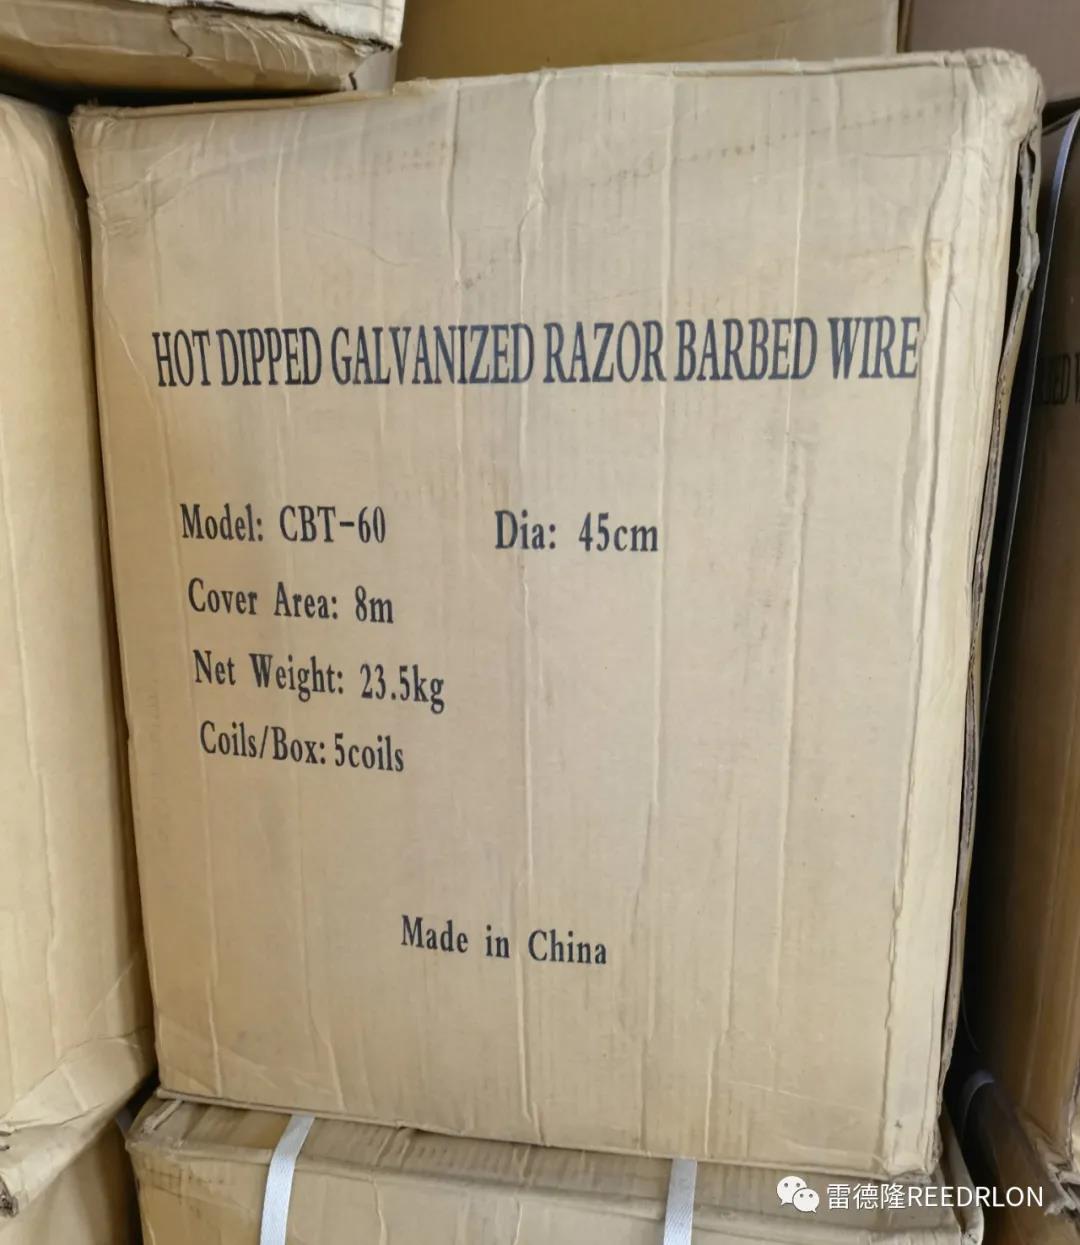 HOT DIPPED GALVANIZED RAZOR BARBED WIRE
Model: CBT-60 Dia: 45cm
Cover Area: 8m
Net Weight: 23.5kg
Coils/Box: 5coils
Made in China
雷德隆REEDRLON